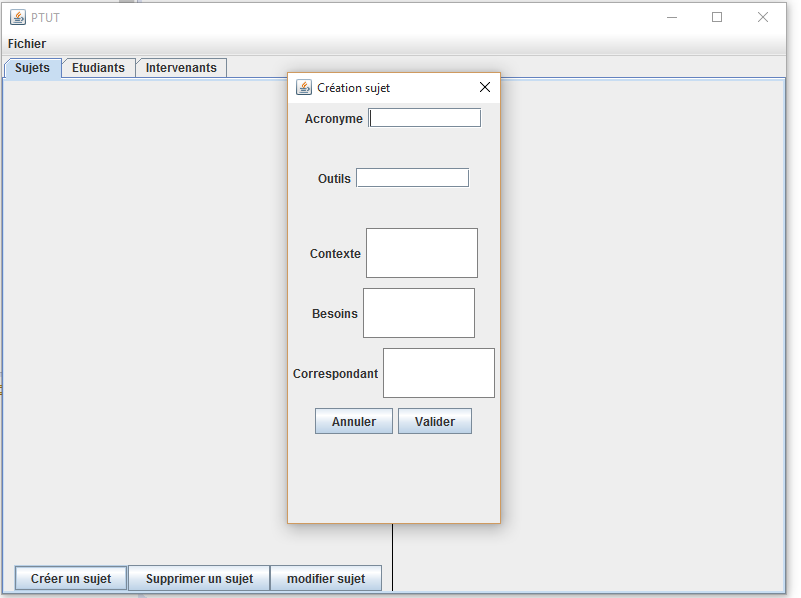 PTUT
Fichier
Sujets Etudiants Intervenants
Création sujet
Acronyme
Outils
Contexte
Besoins
Correspondant
Annuler Valider
Créer un sujet Supprimer un sujet modifier sujet